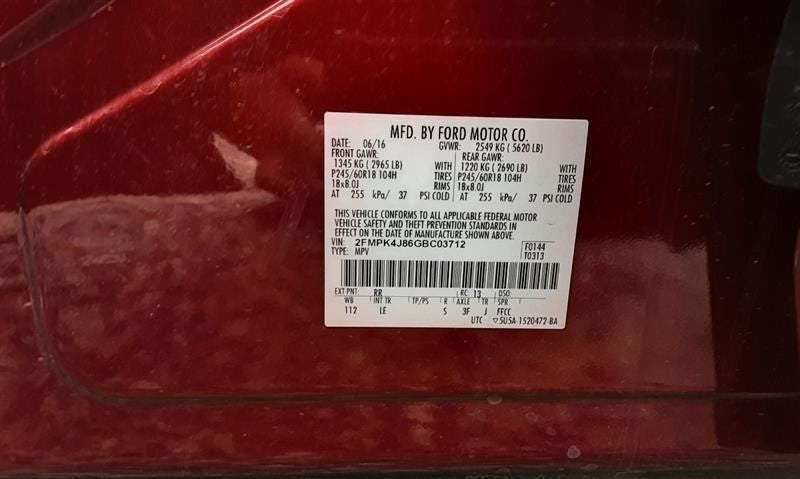 MFD. BY FORD MOTOR CO.
DATE: 06/16 GVWR: 2549 KG ( 5620 LB)
FRONT GAWR: REAR GAWR:
1345 KG ( 2965 LB) WITH 1220 KG ( 2690 LB) WITH
P245/60R18 104H TIRES P245/60R18 104H TIRES
18x8.0J RIMS 18x8.0J RIMS
AT 255 kPa/ 37 PSI COLD AT 255 kPa/ 37 PSI COLD
THIS VEHICLE CONFORMS TO ALL APPLICABLE FEDERAL MOTOR
VEHICLE SAFETY AND THEFT PREVENTION STANDARDS IN
EFFECT ON THE DATE OF MANUFACTURE SHOWN ABOVE.
VIN: 2FMPK4J86GBC03712 F0144
TYPE: MPV T0313
EXT PNT: RR RC: 13 DSO:
WB INT TR TP/PS R AXLE TR SPR
112 LE S 3F J FFCC
UTC ▽5U5A-1520472-BA